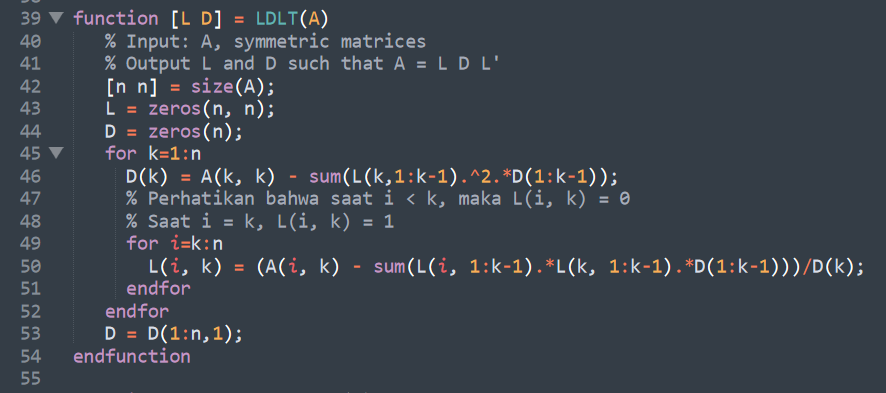 39 function [L D] = LDLT(A)
40 % Input: A, symmetric matrices
41 % Output L and D such that A = L D L'
42 [n n] = size(A);
43 L = zeros(n, n);
44 D = zeros(n);
45 for k=1:n
46 D(k) = A(k, k) - sum(L(k,1:k-1).^2.*D(1:k-1));
47 % Perhatikan bahwa saat i < k, maka L(i, k) = 0
48 % Saat i = k, L(i, k) = 1
49 for i=k:n
50 L(i, k) = (A(i, k) - sum(L(i, 1:k-1).*L(k, 1:k-1).*D(1:k-1)))/D(k);
51 endfor
52 endfor
53 D = D(1:n,1);
54 endfunction
55